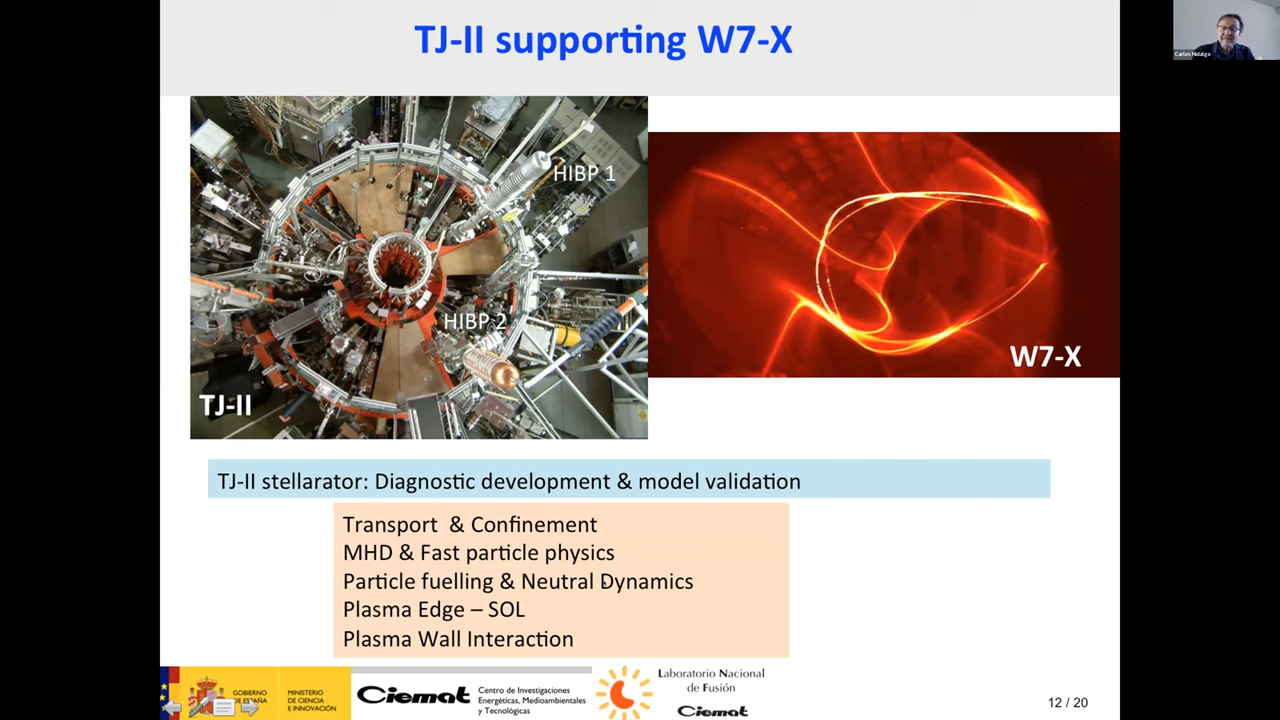 TJ-II supporting W7-X
Carlos Hidalgo
HIBP 1
HIBP 2
TJ-II
W7-X
TJ-II stellarator: Diagnostic development & model validation
Transport & Confinement
MHD & Fast particle physics
Particle fuelling & Neutral Dynamics
Plasma Edge – SOL
Plasma Wall Interaction
GOBIERNO
DE ESPAÑA
MINISTERIO
DE CIENCIA
E INNOVACIÓN
Ciemat
Centro de Investigaciones
Energéticas, Medioambientales
y Tecnológicas
Laboratorio Nacional
de Fusión
Ciemat
12 / 20